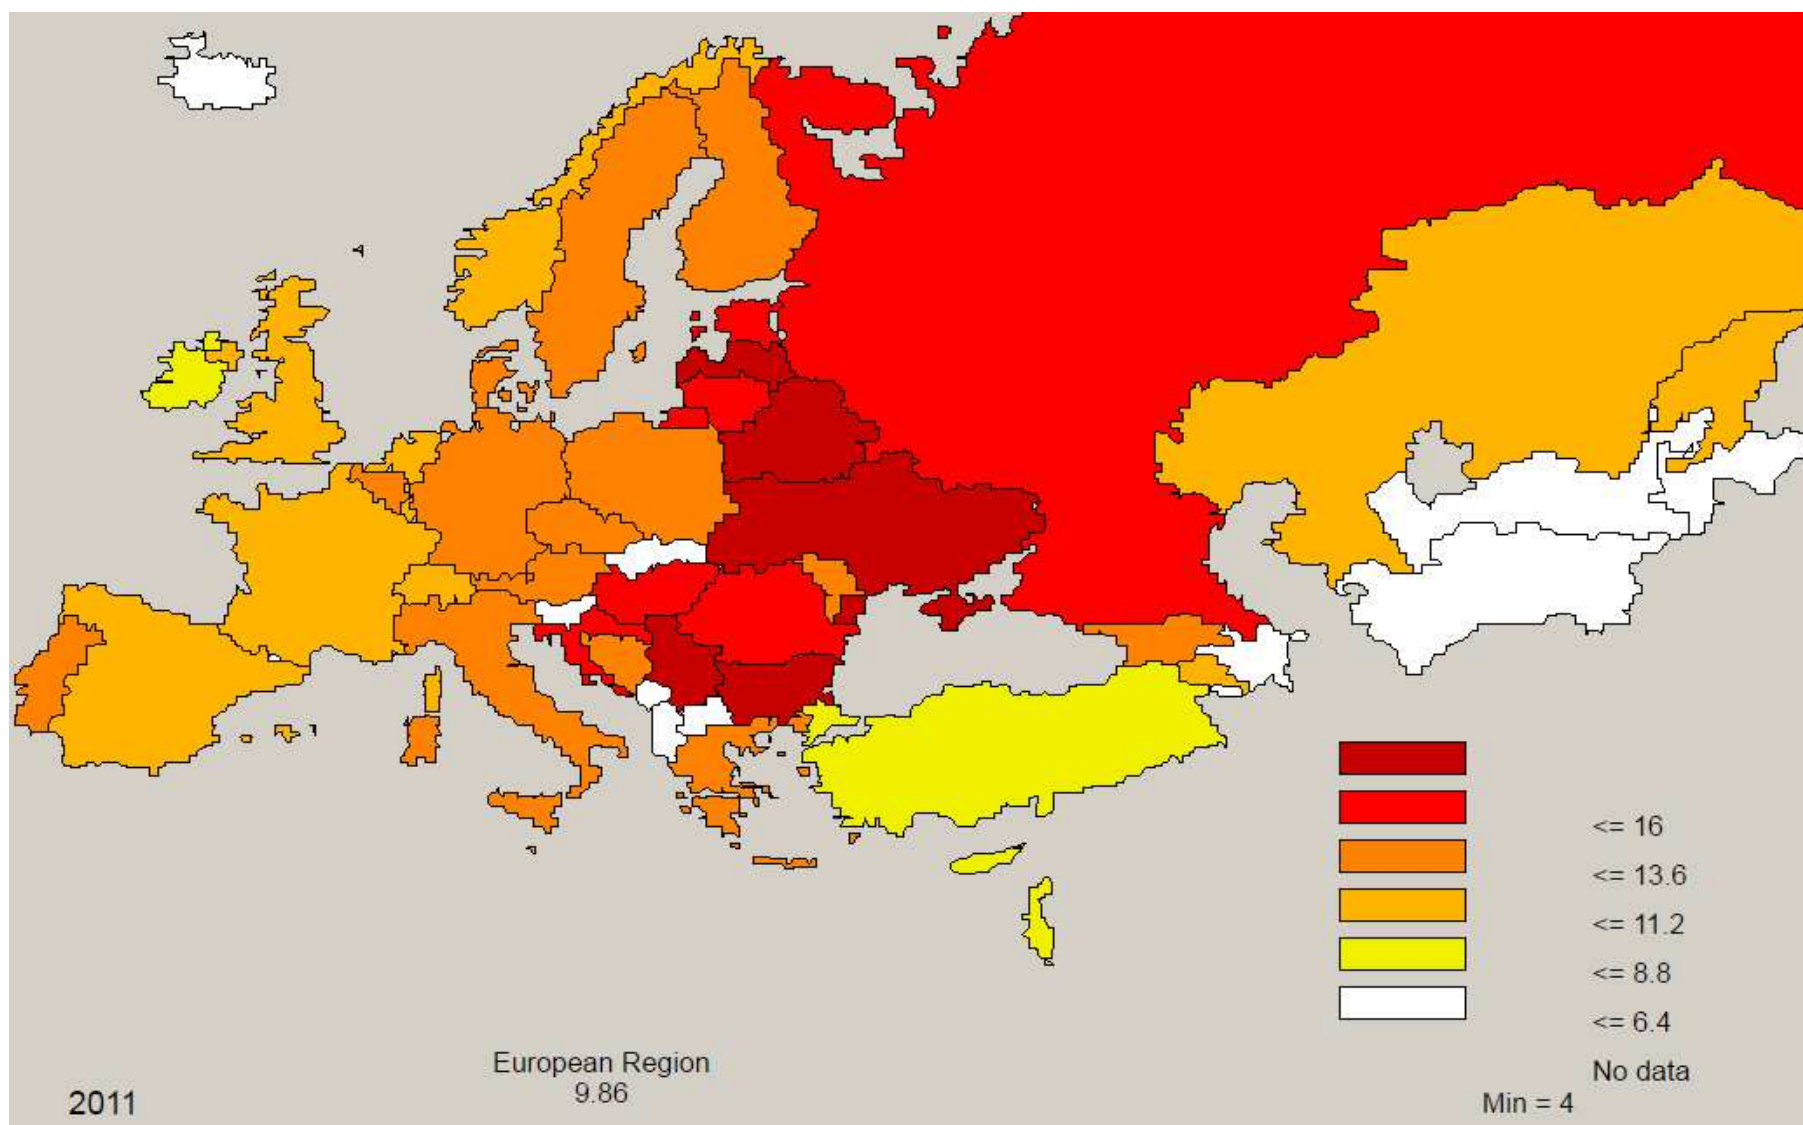 <= 16
<= 13.6
<= 11.2
<= 8.8
<= 6.4
No data
European Region
9.86
2011
Min = 4